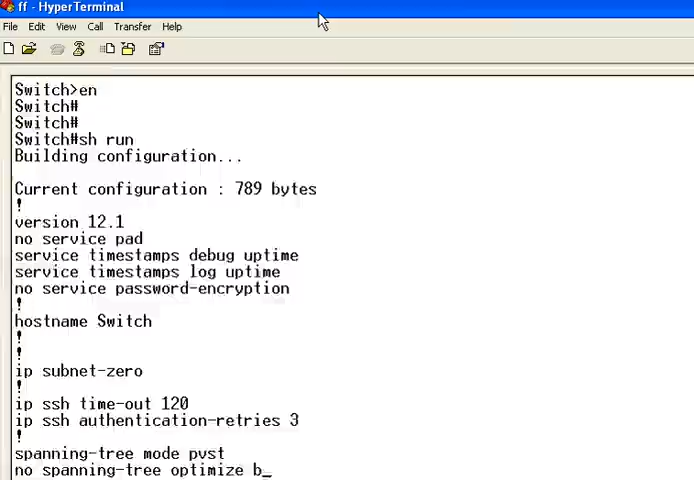 ff - HyperTerminal
File Edit View Call Transfer Help
Switch>en
Switch#
Switch#
Switch#sh run
Building configuration...
Current configuration : 789 bytes
!
version 12.1
no service pad
service timestamps debug uptime
service timestamps log uptime
no service password-encryption
!
hostname Switch
!
!
ip subnet-zero
!
ip ssh time-out 120
ip ssh authentication-retries 3
!
spanning-tree mode pvst
no spanning-tree optimize b_